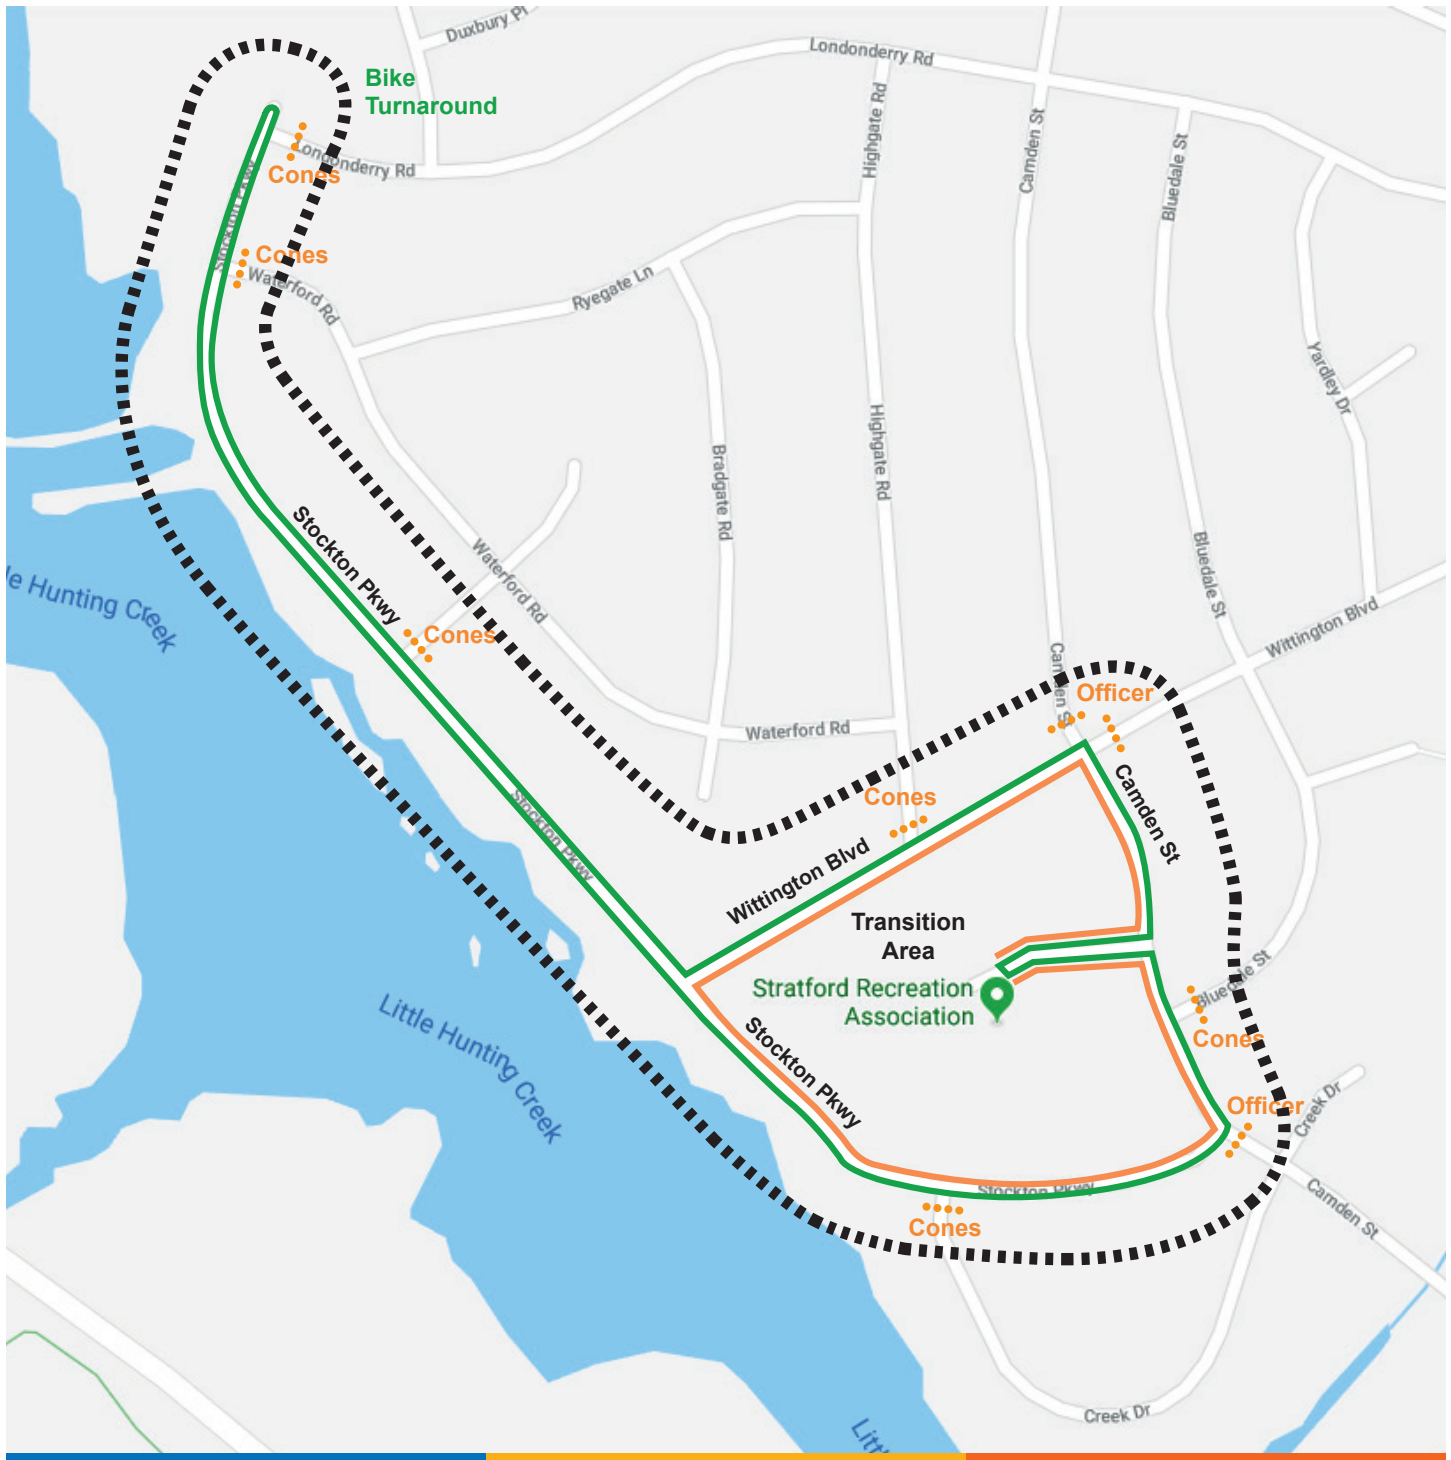 Duxbury Pl
Londonderry Rd
Bike
Turnaround
Londonderry Rd
Cones
Stockton Pkwy
Cones
Waterford Rd
Ryegate Ln
Highgate Rd
Camden St
Bluedale St
Yardley Dr
Highgate Rd
Bradgate Rd
Stockton Pkwy
Waterford Rd
Bluedale St
Wittington Blvd
le Hunting Creek
Cones
Camden St
Officer
Waterford Rd
Cones
Camden St
Stockton Pkwy
Wittington Blvd
Transition
Area
Stratford Recreation
Association
Bluedale St
Cones
Little Hunting Creek
Stockton Pkwy
Officer
Creek Dr
Stockton Pkwy
Cones
Camden St
Creek Dr
Littl